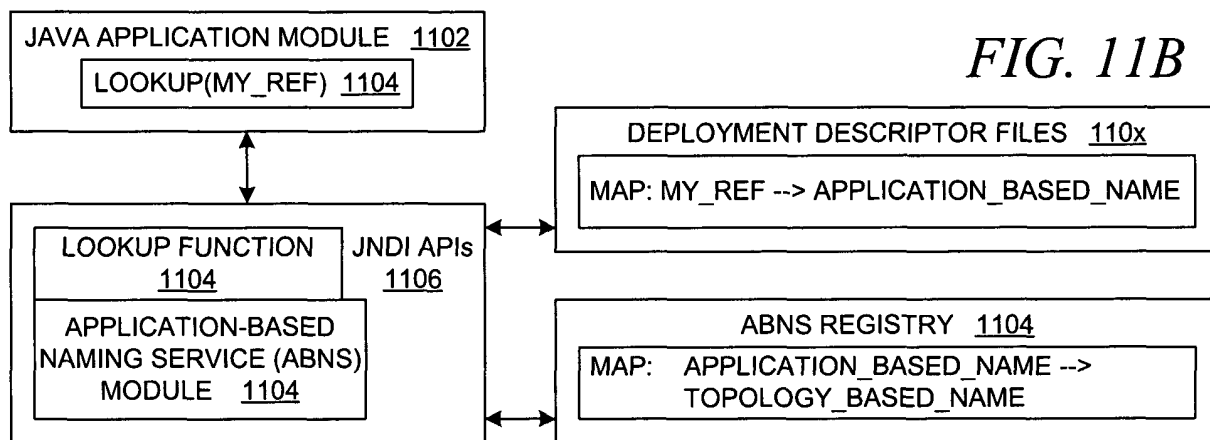 JAVA APPLICATION MODULE 1102
LOOKUP(MY_REF) 1104
FIG. 11B
DEPLOYMENT DESCRIPTOR FILES 110x
MAP: MY_REF --> APPLICATION_BASED_NAME
LOOKUP FUNCTION
1104
JNDI APIs
1106
APPLICATION-BASED
NAMING SERVICE (ABNS)
MODULE 1104
ABNS REGISTRY 1104
MAP: APPLICATION_BASED_NAME -->
TOPOLOGY_BASED_NAME